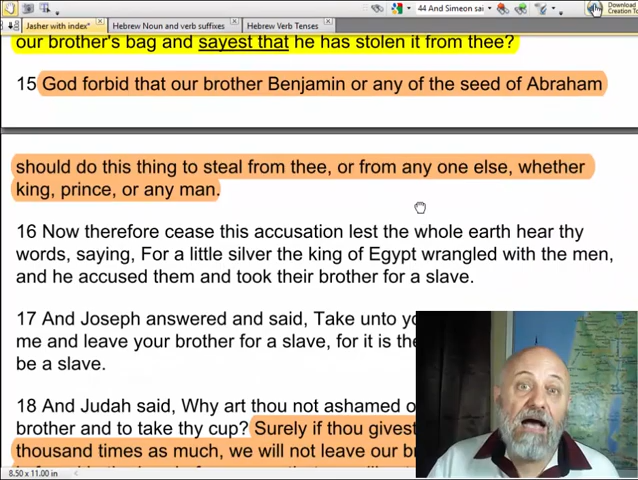 44 And Simeon sai
Download
Creation To
Jasher with index*
Hebrew Noun and verb suffixes
Hebrew Verb Tenses
our brother's bag and sayest that he has stolen it from thee?
15 God forbid that our brother Benjamin or any of the seed of Abraham
should do this thing to steal from thee, or from any one else, whether
king, prince, or any man.
16 Now therefore cease this accusation lest the whole earth hear thy
words, saying, For a little silver the king of Egypt wrangled with the men,
and he accused them and took their brother for a slave.
17 And Joseph answered and said, Take unto yo
me and leave your brother for a slave, for it is the
be a slave.
18 And Judah said, Why art thou not ashamed o
brother and to take thy cup? Surely if thou givest
thousand times as much, we will not leave our b
8.50 x 11.00 in